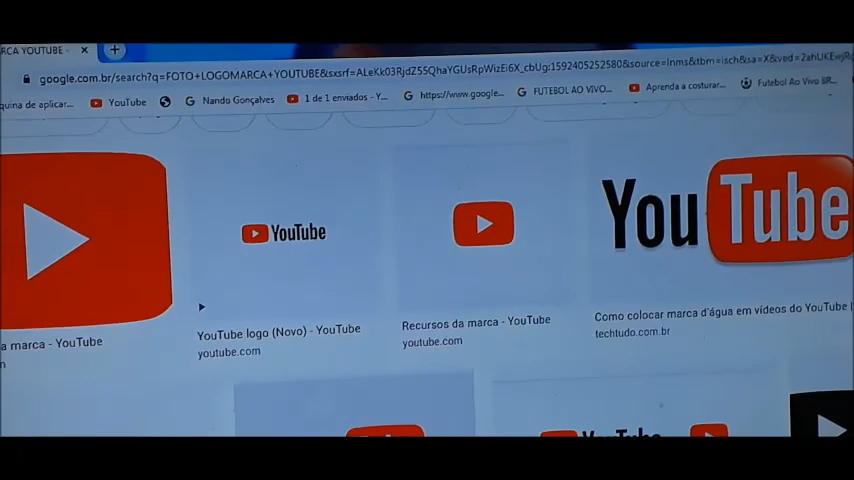 RCA YOUTUBE -
google.com.br/search?q=FOTO+LOGOMARCA+YOUTUBE&sxsrf=ALeKk03RjdZ55QhaYGUsRpWizEi6X_cbUg:1592405252580&source=lnms&tbm=isch&sa=X&ved=2ahUKEwjR
quina de aplicar... YouTube Nando Gonçalves 1 de 1 enviados - Y... https://www.google... FUTEBOL AO VIVO... Aprenda a costurar... Futebol Ao Vivo BR...
YouTube
YouTube
a marca - YouTube
YouTube logo (Novo) - YouTube
youtube.com
Recursos da marca - YouTube
youtube.com
Como colocar marca d'água em vídeos do YouTube |
techtudo.com.br
YouTube